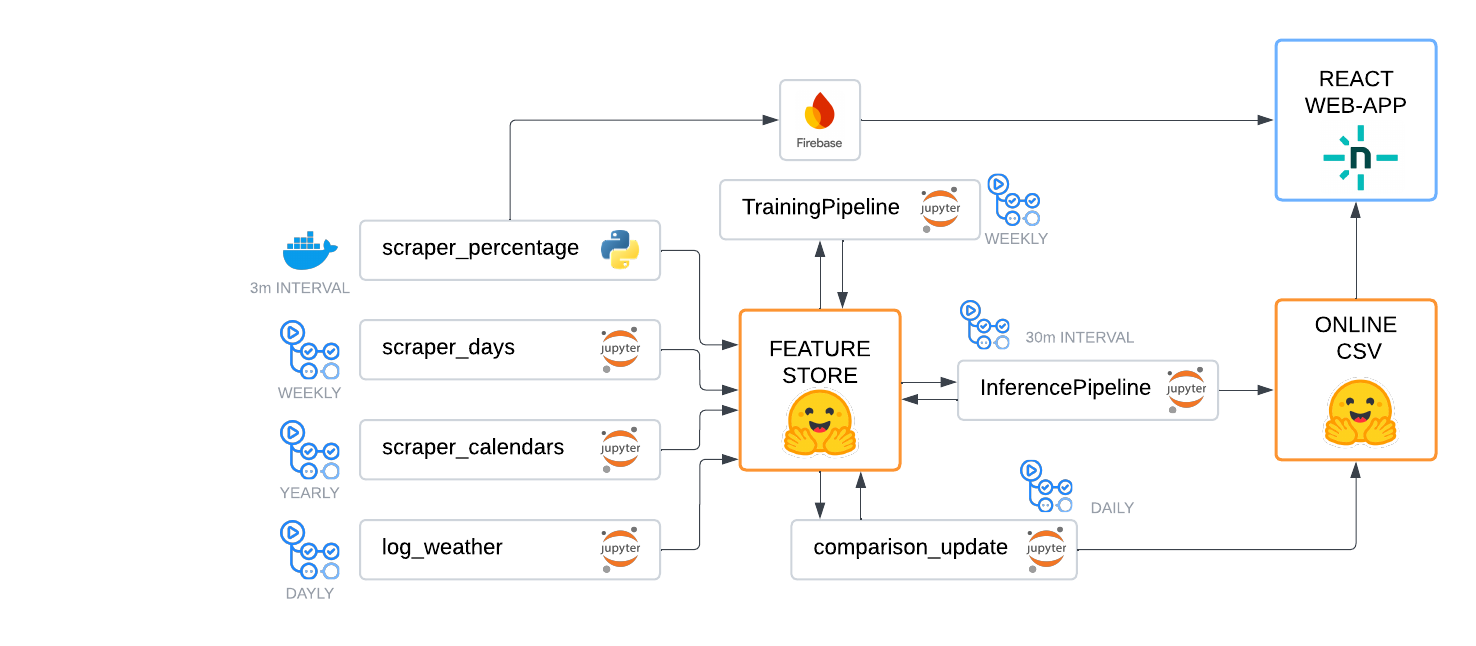 REACT
WEB-APP
n
Firebase
TrainingPipeline
jupyter
WEEKLY
scraper_percentage
3m INTERVAL
scraper_days
jupyter
WEEKLY
FEATURE
STORE
30m INTERVAL
InferencePipeline
jupyter
ONLINE
CSV
scraper_calendars
jupyter
YEARLY
DAILY
log_weather
jupyter
DAYLY
comparison_update
jupyter